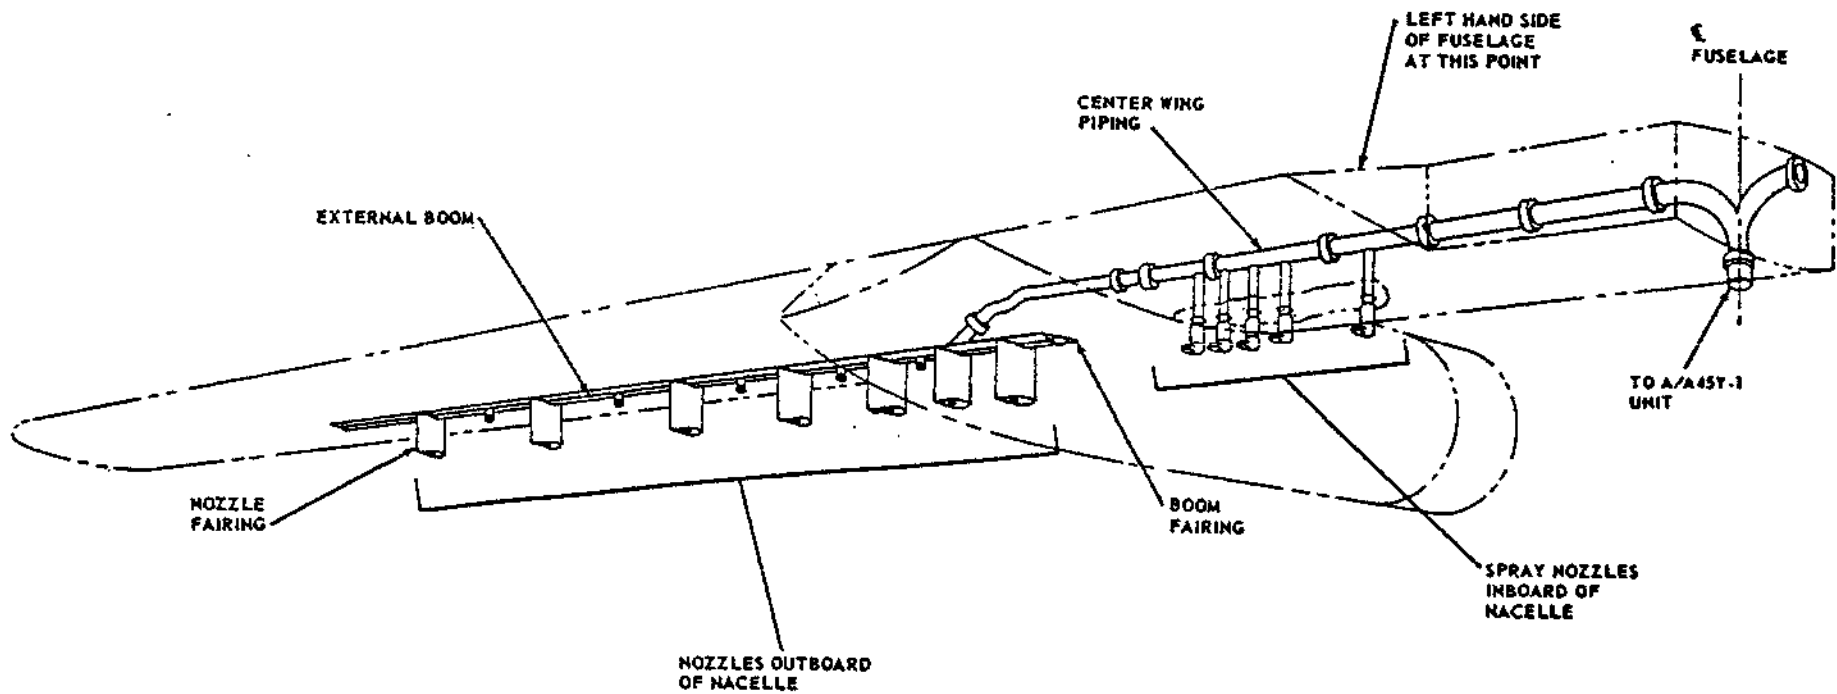 LEFT HAND SIDE
OF FUSELAGE
AT THIS POINT
℄
FUSELAGE
CENTER WING
PIPING
EXTERNAL BOOM
TO A/A45Y-1
UNIT
NOZZLE
FAIRING
BOOM
FAIRING
SPRAY NOZZLES
INBOARD OF
NACELLE
NOZZLES OUTBOARD
OF NACELLE